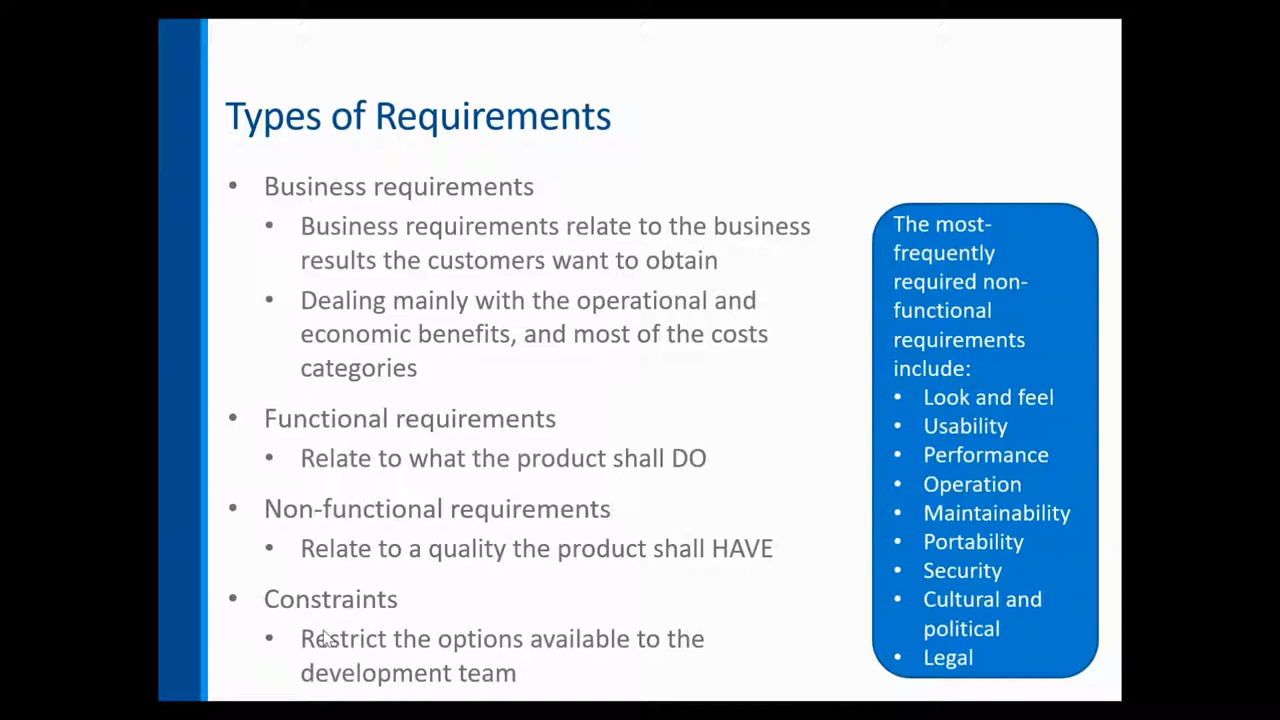 Types of Requirements
• Business requirements
• Business requirements relate to the business
results the customers want to obtain
• Dealing mainly with the operational and
economic benefits, and most of the costs
categories
• Functional requirements
• Relate to what the product shall DO
• Non-functional requirements
• Relate to a quality the product shall HAVE
• Constraints
• Restrict the options available to the
development team
The most-
frequently
required non-
functional
requirements
include:
• Look and feel
• Usability
• Performance
• Operation
• Maintainability
• Portability
• Security
• Cultural and
political
• Legal